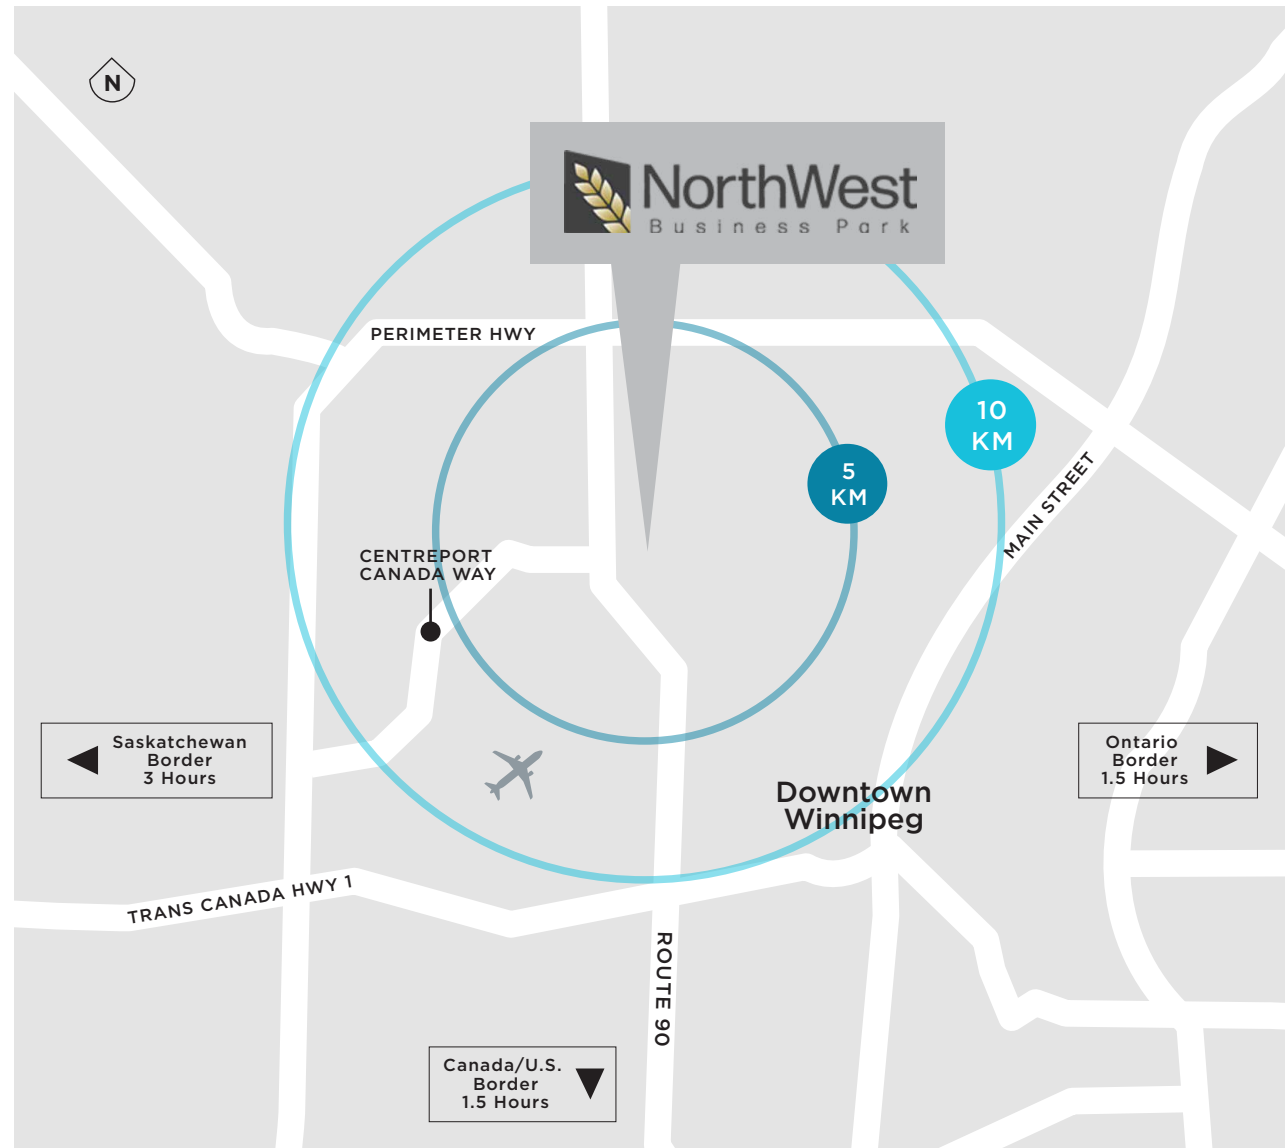 N
NorthWest
Business Park
PERIMETER HWY
10
KM
5
KM
MAIN STREET
CENTREPORT
CANADA WAY
Saskatchewan
Border
3 Hours
Ontario
Border
1.5 Hours
Downtown
Winnipeg
TRANS CANADA HWY 1
ROUTE 90
Canada/U.S.
Border
1.5 Hours